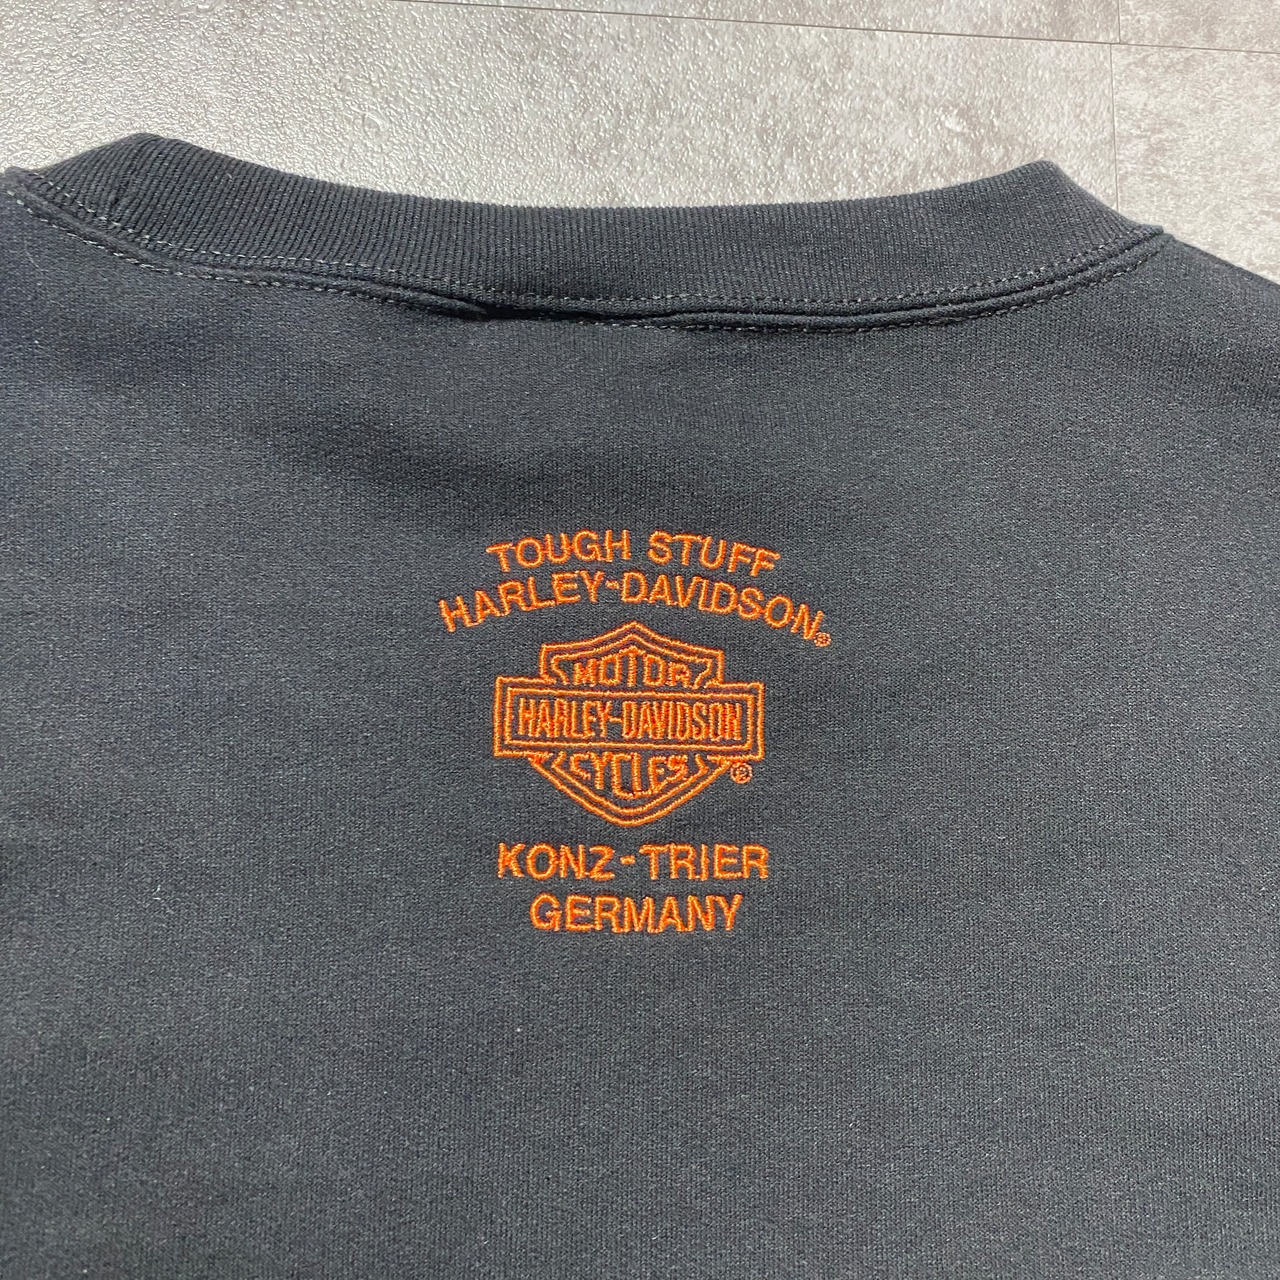 TOUGH STUFF
HARLEY-DAVIDSON®
MOTOR
HARLEY-DAVIDSON
CYCLES ®
KONZ-TRIER
GERMANY